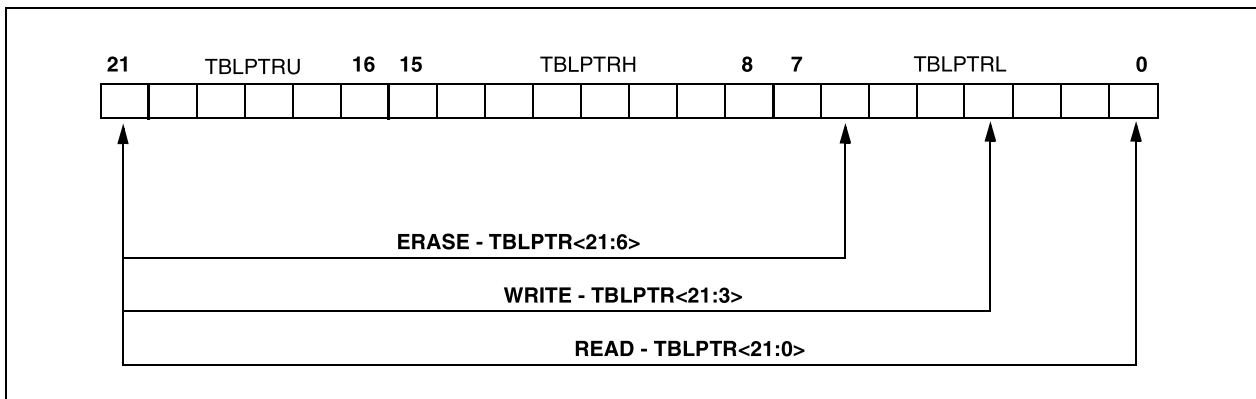 21 TBLPTRU 16 15 TBLPTRH 8 7 TBLPTRL 0
ERASE - TBLPTR<21:6>
WRITE - TBLPTR<21:3>
READ - TBLPTR<21:0>